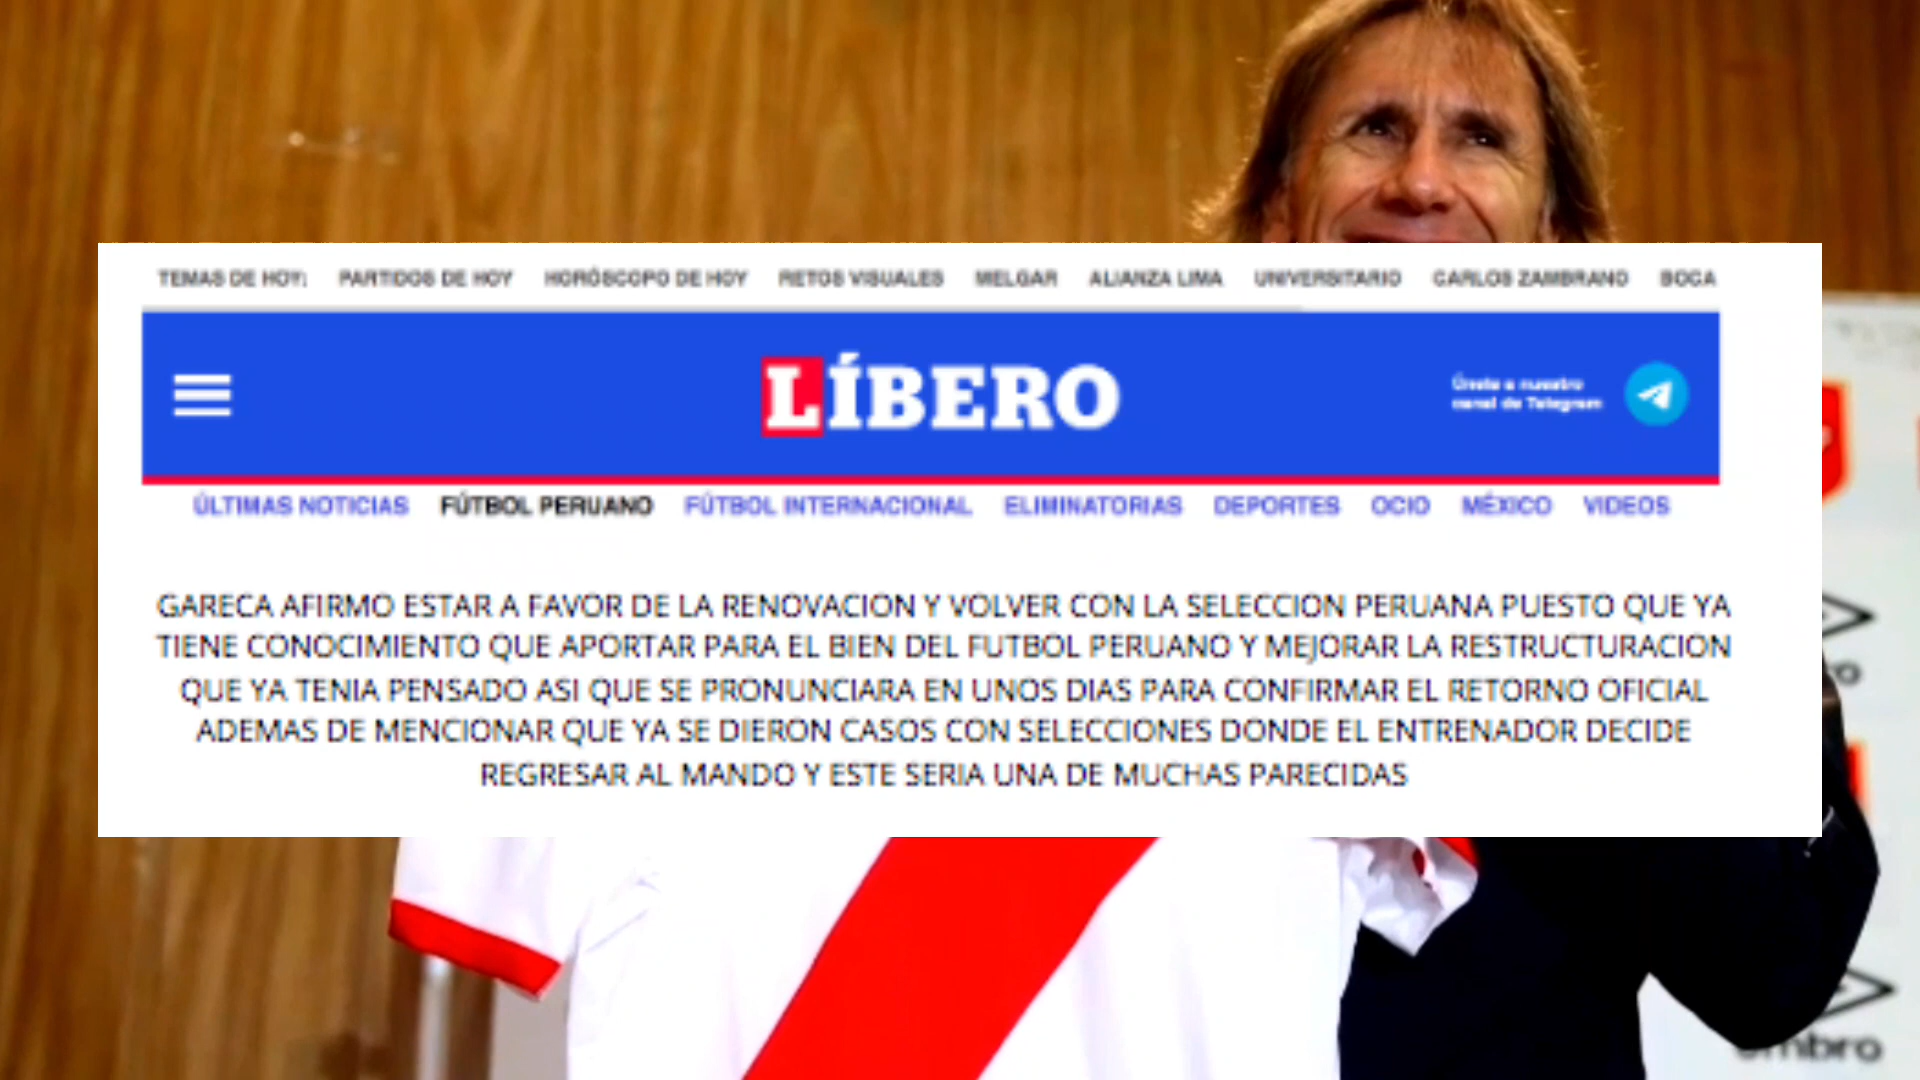 TEMAS DE HOY: PARTIDOS DE HOY HORÓSCOPO DE HOY RETOS VISUALES MELGAR ALIANZA LIMA UNIVERSITARIO CARLOS ZAMBRANO BOCA
LÍBERO
Únete a nuestro
canal de Telegram
ÚLTIMAS NOTICIAS FÚTBOL PERUANO FÚTBOL INTERNACIONAL ELIMINATORIAS DEPORTES OCIO MÉXICO VIDEOS
GARECA AFIRMO ESTAR A FAVOR DE LA RENOVACION Y VOLVER CON LA SELECCION PERUANA PUESTO QUE YA
TIENE CONOCIMIENTO QUE APORTAR PARA EL BIEN DEL FUTBOL PERUANO Y MEJORAR LA RESTRUCTURACION
QUE YA TENIA PENSADO ASI QUE SE PRONUNCIARA EN UNOS DIAS PARA CONFIRMAR EL RETORNO OFICIAL
ADEMAS DE MENCIONAR QUE YA SE DIERON CASOS CON SELECCIONES DONDE EL ENTRENADOR DECIDE
REGRESAR AL MANDO Y ESTE SERIA UNA DE MUCHAS PARECIDAS